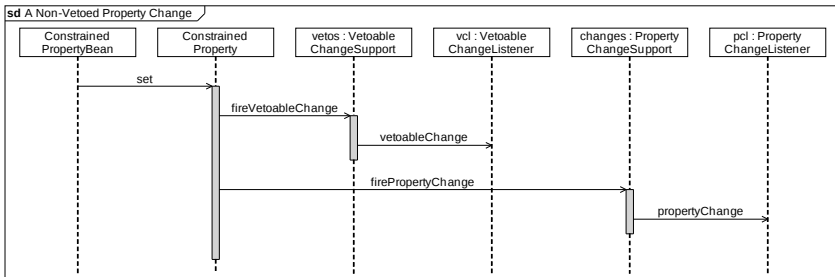 sd A Non-Vetoed Property Change
Constrained
PropertyBean
Constrained
Property
vetos : Vetoable
ChangeSupport
vcl : Vetoable
ChangeListener
changes : Property
ChangeSupport
pcl : Property
ChangeListener
set
fireVetoableChange
vetoableChange
firePropertyChange
propertyChange